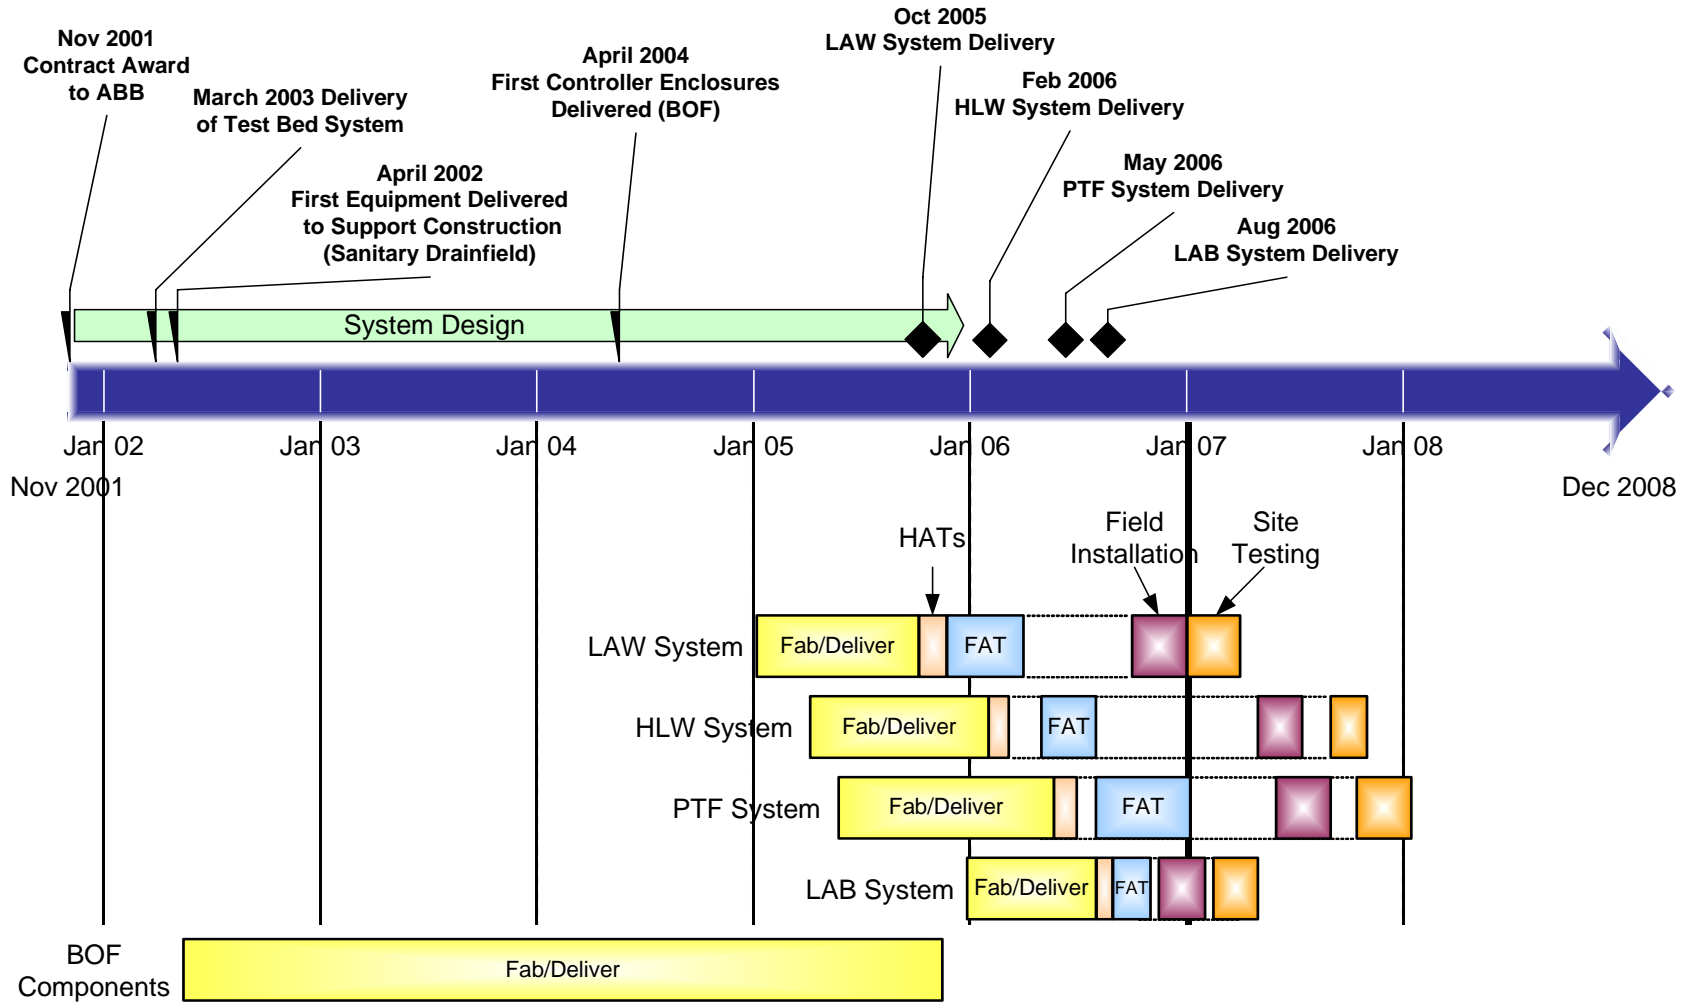 Nov 2001
Contract Award
to ABB
March 2003 Delivery
of Test Bed System
April 2002
First Equipment Delivered
to Support Construction
(Sanitary Drainfield)
April 2004
First Controller Enclosures
Delivered (BOF)
Oct 2005
LAW System Delivery
Feb 2006
HLW System Delivery
May 2006
PTF System Delivery
Aug 2006
LAB System Delivery
System Design
Jan 02
Jan 03
Jan 04
Jan 05
Jan 06
Jan 07
Jan 08
Nov 2001
Dec 2008
HATs
Field
Installation
Site
Testing
LAW System
Fab/Deliver
FAT
HLW System
Fab/Deliver
FAT
PTF System
Fab/Deliver
FAT
LAB System
Fab/Deliver
FAT
BOF
Components
Fab/Deliver